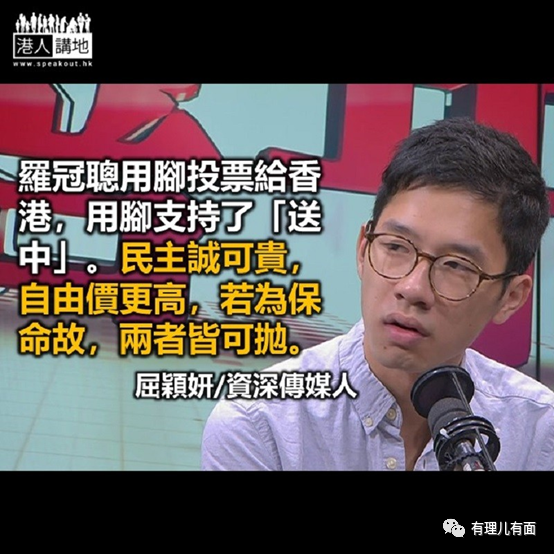 港人講地
www.speakout.hk
羅冠聰用腳投票給香
港，用腳支持了「送
中」。民主誠可貴，
自由價更高，若為保
命故，兩者皆可拋。
屈穎妍/資深傳媒人
有理儿有面